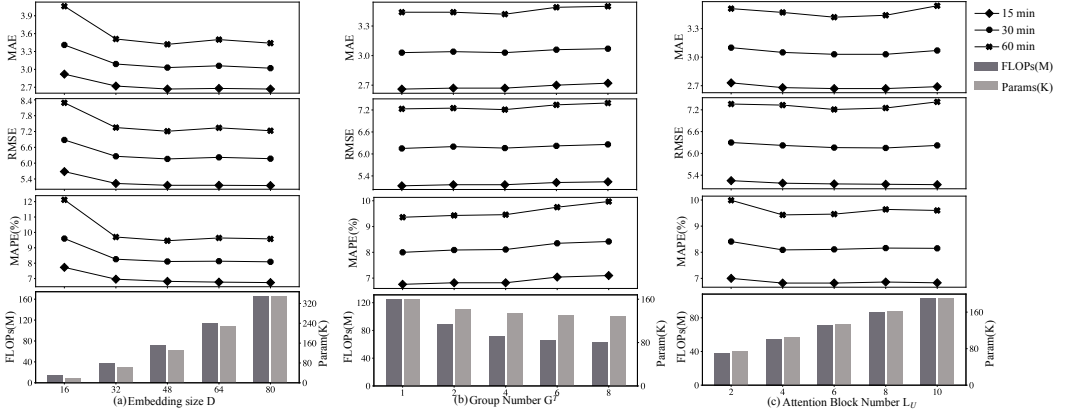 MAE
3.9
3.6
3.3
3.0
2.7
RMSE
8.4
7.2
6.0
5.4
MAPE(%)
12
11
10
9
8
7
FLOPs(M)
160
120
80
40
0
16 32 48 64 80
320
240
160
80
0
Param(K)
(a)Embedding size D
MAE
3.3
3.0
2.7
RMSE
7.2
6.0
5.4
MAPE(%)
10
9
8
7
FLOPs(M)
120
80
40
0
1 2 4 6 8
160
80
0
Param(K)
(b) Group Number G
MAE
3.3
3.0
2.7
RMSE
7.2
6.0
5.4
MAPE(%)
10
9
8
7
FLOPs(M)
80
40
0
2 4 6 8 10
160
80
0
Param(K)
(c) Attention Block Number L_U
15 min
30 min
60 min
FLOPs(M)
Params(K)